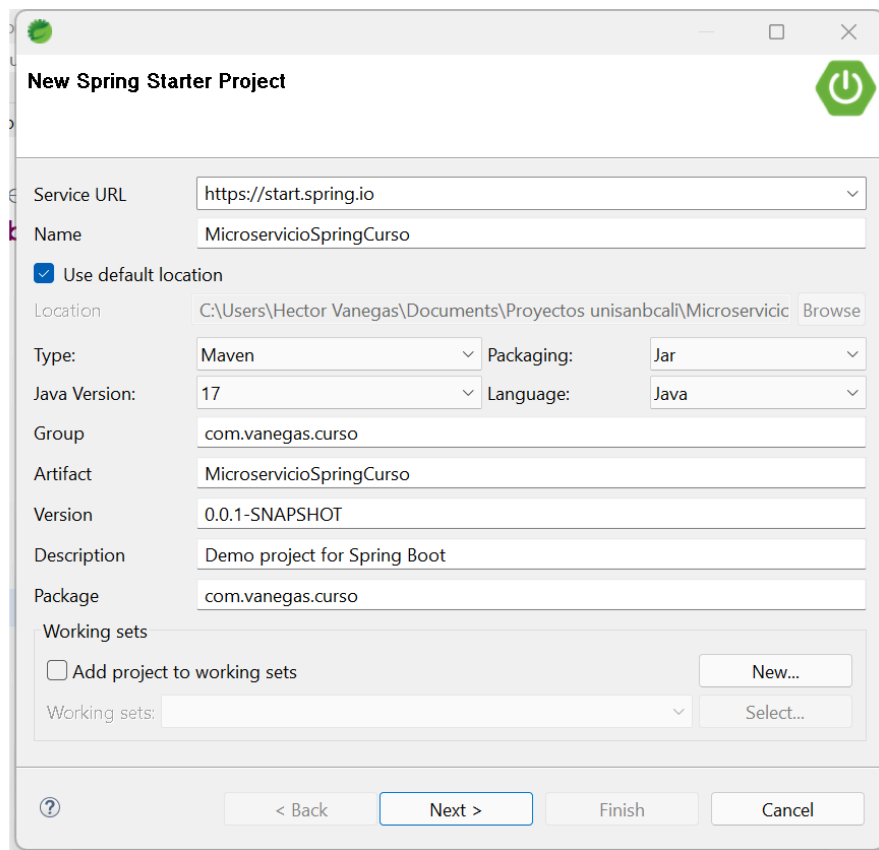 New Spring Starter Project
Service URL https://start.spring.io
Name MicroservicioSpringCurso
Use default location
Location C:\Users\Hector Vanegas\Documents\Proyectos unisanbcali\Microservicic Browse
Type: Maven Packaging: Jar
Java Version: 17 Language: Java
Group com.vanegas.curso
Artifact MicroservicioSpringCurso
Version 0.0.1-SNAPSHOT
Description Demo project for Spring Boot
Package com.vanegas.curso
Working sets
Add project to working sets New...
Working sets: Select...
? < Back Next > Finish Cancel